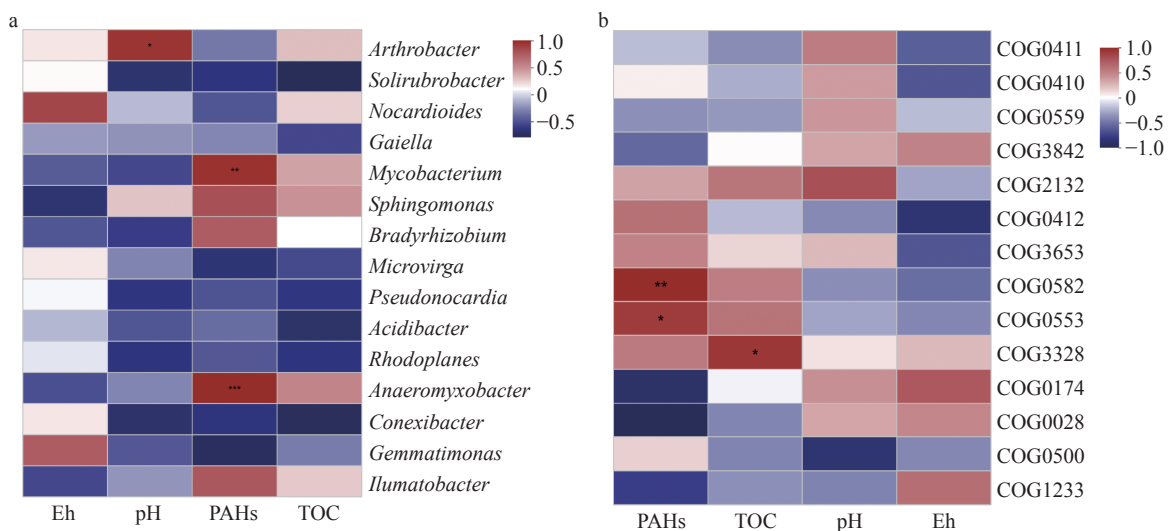 a
Arthrobacter
Solirubrobacter
Nocardioides
Gaiella
Mycobacterium
Sphingomonas
Bradyrhizobium
Microvirga
Pseudonocardia
Acidibacter
Rhodoplanes
Anaeromyxobacter
Conexibacter
Gemmatimonas
Ilumatobacter
*
**
***
Eh pH PAHs TOC
1.0
0.5
0
−0.5
b
COG0411
COG0410
COG0559
COG3842
COG2132
COG0412
COG3653
COG0582
COG0553
COG3328
COG0174
COG0028
COG0500
COG1233
**
*
*
PAHs TOC pH Eh
1.0
0.5
0
−0.5
−1.0